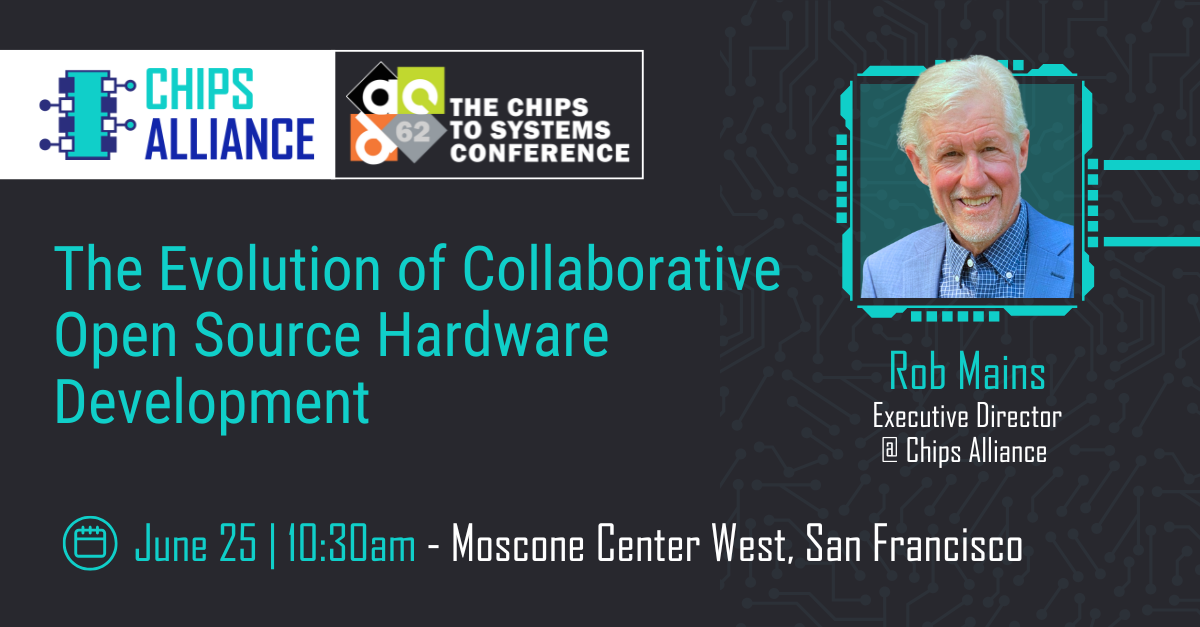 CHIPS
ALLIANCE
62
THE CHIPS
TO SYSTEMS
CONFERENCE
The Evolution of Collaborative
Open Source Hardware
Development
Rob Mains
Executive Director
@ Chips Alliance
June 25 | 10:30am - Moscone Center West, San Francisco